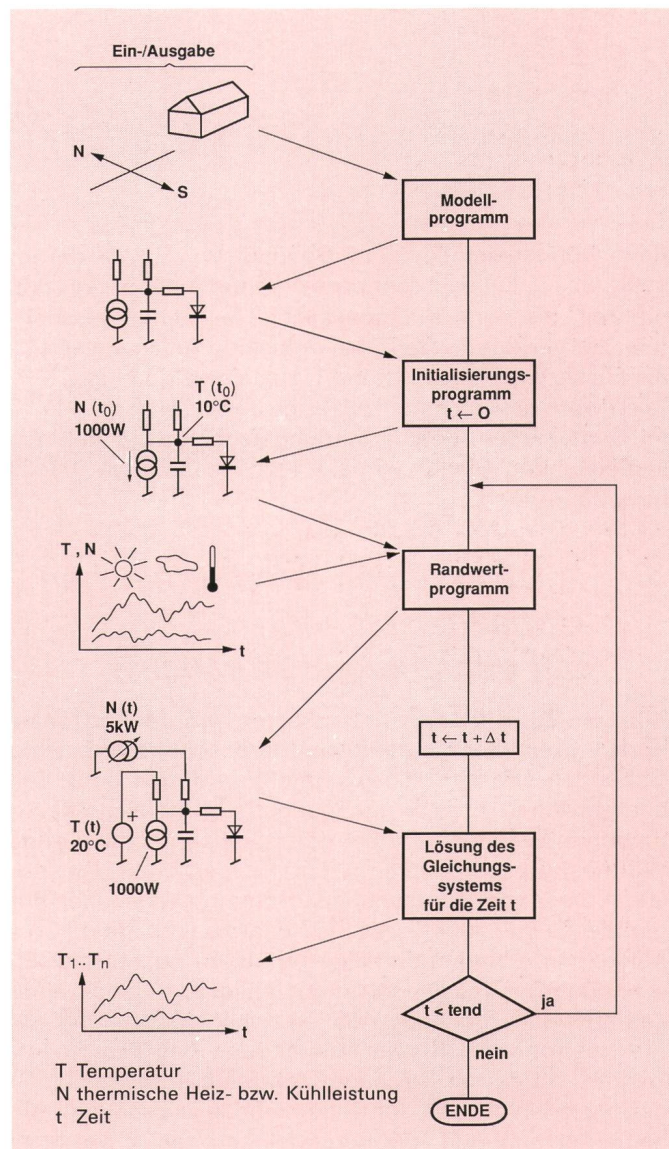 Ein-/Ausgabe
N
S
Modell-
programm
Initialisierungs-
programm
t ← O
N (t₀)
1000W
T (t₀)
10°C
T , N
t
Randwert-
programm
N (t)
5kW
t ← t + Δ t
T (t)
20°C
+
1000W
Lösung des
Gleichungs-
systems
für die Zeit t
T₁..Tₙ
t
t < tend
ja
nein
ENDE
T Temperatur
N thermische Heiz- bzw. Kühlleistung
t Zeit